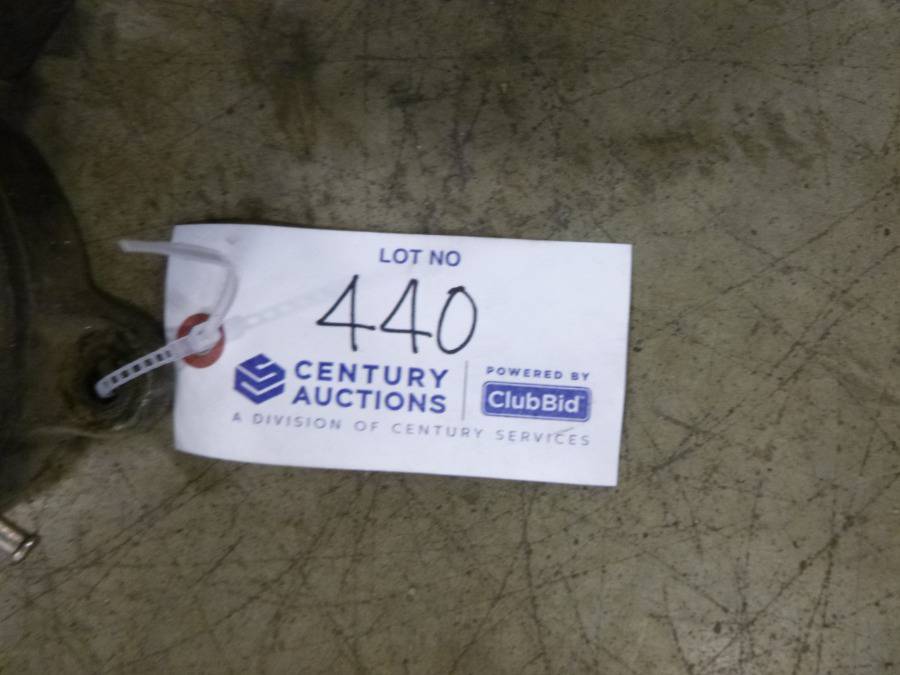 LOT NO
440
CENTURY
AUCTIONS
POWERED BY
ClubBid
A DIVISION OF CENTURY SERVICES